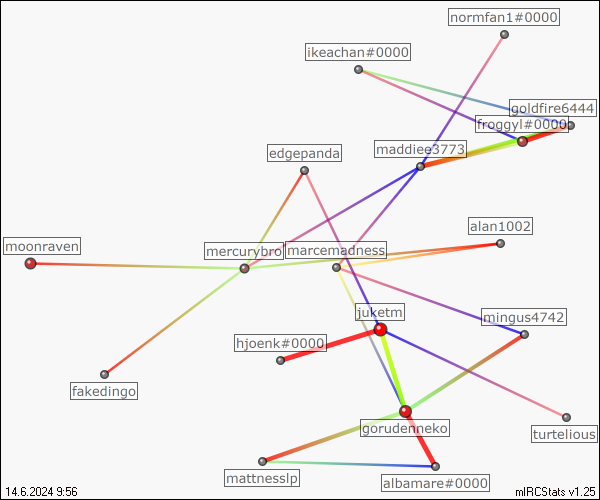 normfan1#0000
ikeachan#0000
goldfire6444
froggyl#0000
maddiee3773
edgepanda
alan1002
moonraven
mercurybrd
marcemadness
juketm
mingus4742
hjoenk#0000
fakedingo
gorudenneko
turtelious
mattnesslp
albamare#0000
14.6.2024 9:56
mIRCStats v1.25